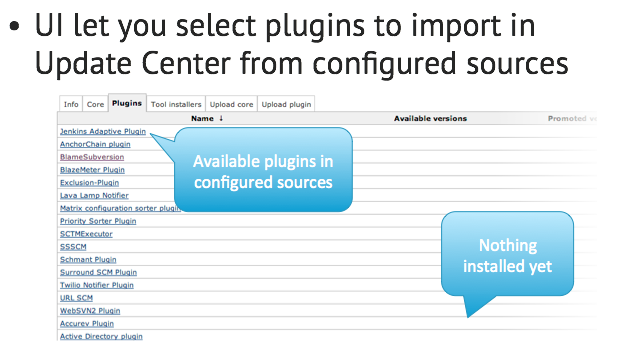 • UI let you select plugins to import in
Update Center from configured sources
Info Core Plugins Tool installers Upload core Upload plugin
Name ↓ Available versions Promoted
Jenkins Adaptive Plugin
AnchorChain plugin
BlameSubversion
BlazeMeter Plugin
Exclusion-Plugin
Lava Lamp Notifier
Matrix configuration sorter plugin
Priority Sorter Plugin
SCTMExecutor
SSSCM
Schmant Plugin
Surround SCM Plugin
Twilio Notifier Plugin
URL SCM
WebSVN2 Plugin
Accurev Plugin
Active Directory plugin
Available plugins in
configured sources
Nothing
installed yet